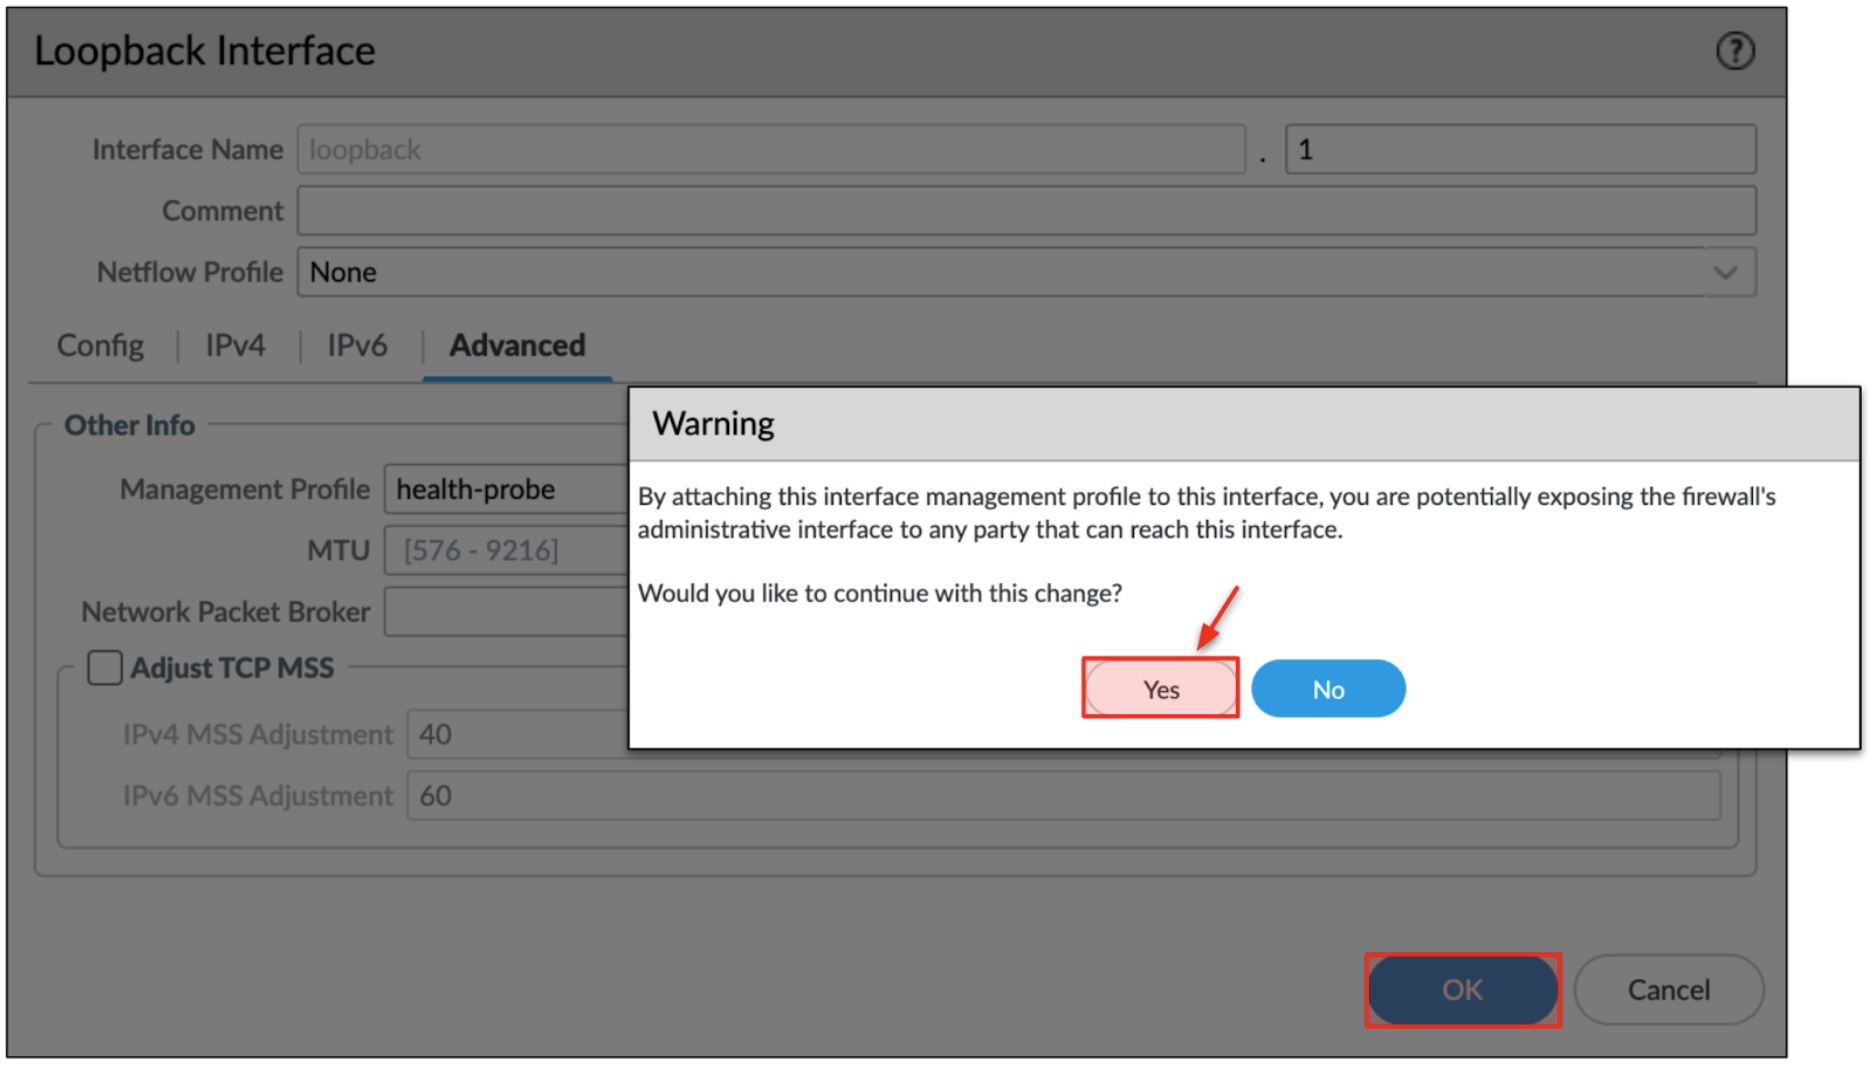 Loopback Interface
?
Interface Name loopback . 1
Comment
Netflow Profile None
Config IPv4 IPv6 Advanced
Other Info
Management Profile health-probe
MTU [576 - 9216]
Network Packet Broker
Adjust TCP MSS
IPv4 MSS Adjustment 40
IPv6 MSS Adjustment 60
Warning
By attaching this interface management profile to this interface, you are potentially exposing the firewall's
administrative interface to any party that can reach this interface.
Would you like to continue with this change?
Yes No
OK Cancel